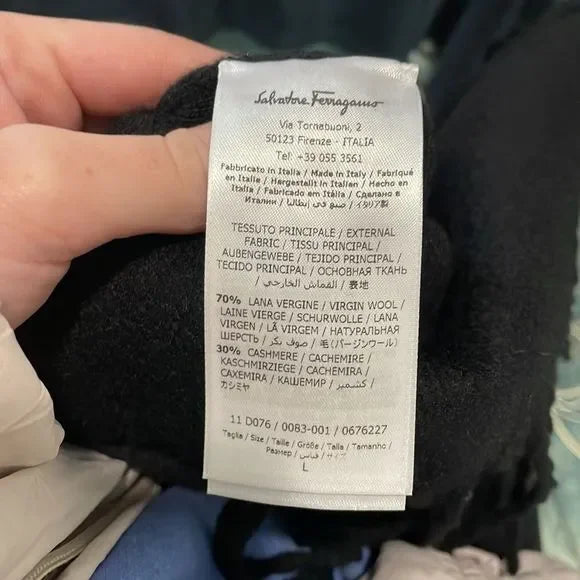 Salvatore Ferragamo
Via Tornabuoni, 2
50123 Firenze - ITALIA
Tel: +39 055 3561
Fabbricato in Italia / Made in Italy / Fabriqué
en Italie / Hergestellt in Italien / Hecho en
Italia / Fabricado em Itália / Сделано в
Италии / صنع في إيطاليا / イタリア製
TESSUTO PRINCIPALE / EXTERNAL
FABRIC / TISSU PRINCIPAL /
AUßENGEWEBE / TEJIDO PRINCIPAL /
TECIDO PRINCIPAL / ОСНОВНАЯ ТКАНЬ
/ القماش الخارجي / 表地
70% LANA VERGINE / VIRGIN WOOL /
LAINE VIERGE / SCHURWOLLE / LANA
VIRGEN / LÃ VIRGEM / НАТУРАЛЬНАЯ
ШЕРСТЬ / صوف بكر / 毛(バージンウール)
30% CASHMERE / CACHEMIRE /
KASCHMIRZIEGE / CACHEMIRA /
CAXEMIRA / КАШЕМИР / كشمير /
カシミヤ
11 D076 / 0083-001 / 0676227
Taglia / Size / Taille / Größe / Talla / Tamanho /
Размер / قياس / サイズ
L